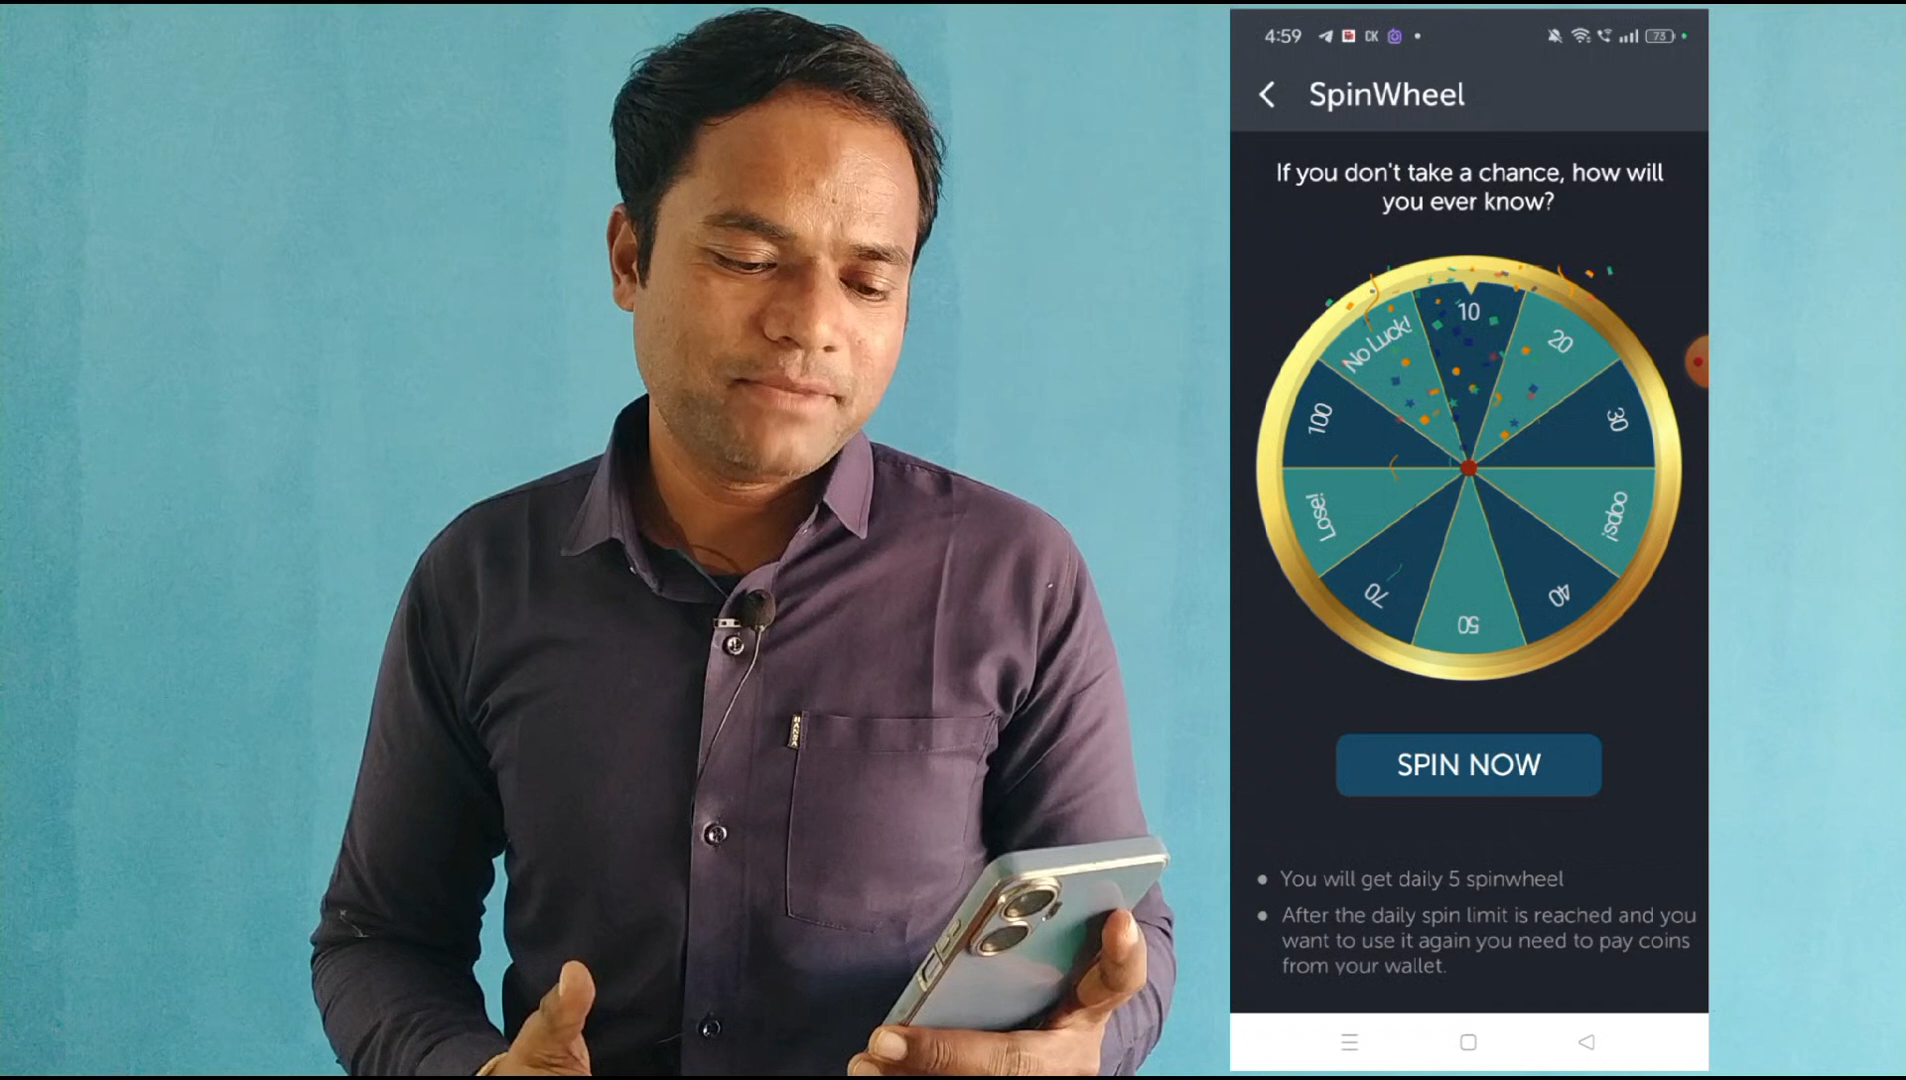 4:59 CK 73
SpinWheel
If you don't take a chance, how will
you ever know?
10
20
30
oops!
40
50
70
Lose!
100
No Luck!
SPIN NOW
• You will get daily 5 spinwheel
• After the daily spin limit is reached and you
want to use it again you need to pay coins
from your wallet.